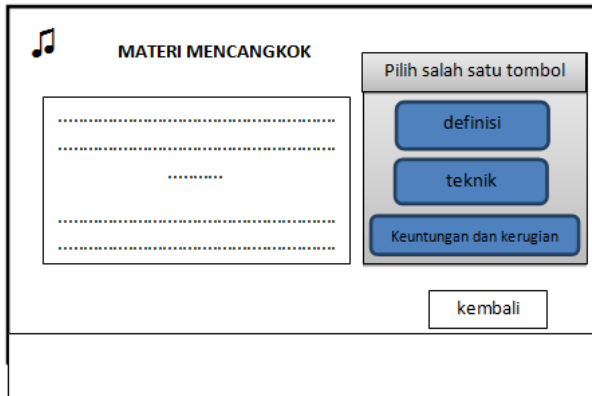 MATERI MENCANGKOK
Pilih salah satu tombol
definisi
teknik
Keuntungan dan kerugian
kembali